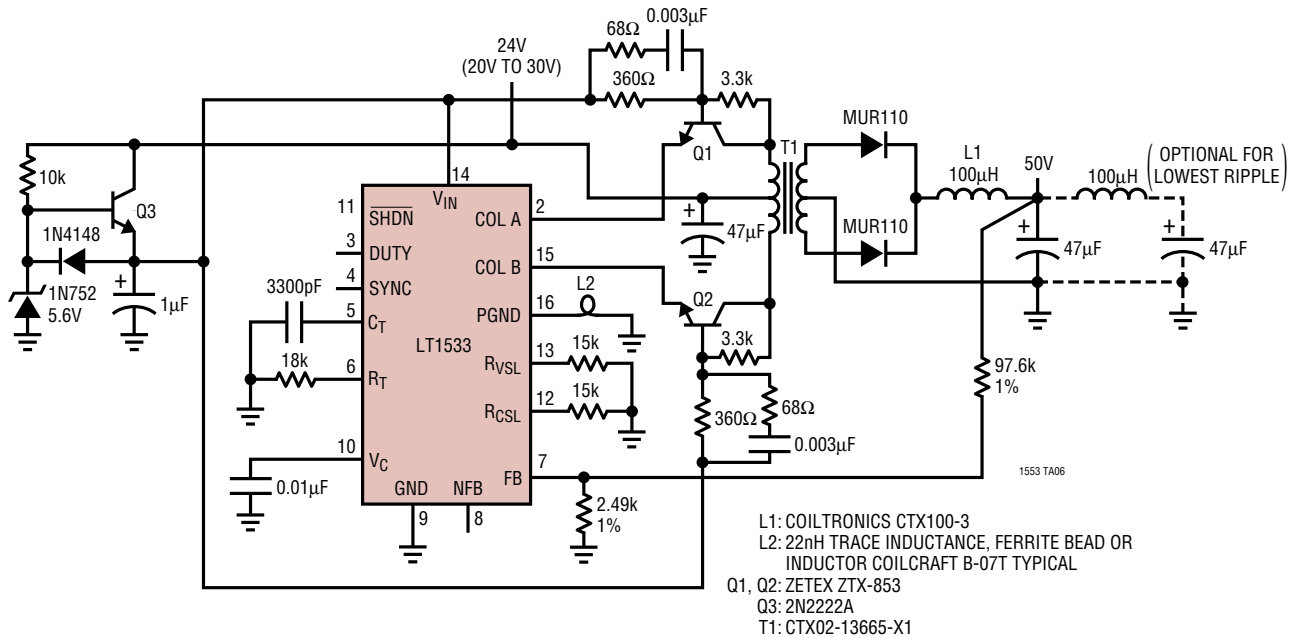 0.003µF
68Ω
24V
(20V TO 30V)
360Ω
3.3k
MUR110
T1
Q1
L1
100µH
50V
100µH
(OPTIONAL FOR
LOWEST RIPPLE)
10k
Q3
14
VIN
11
SHDN
COL A
2
1N4148
3
DUTY
+
47µF
MUR110
+
47µF
+
47µF
COL B
15
4
SYNC
1N752
5.6V
+
1µF
3300pF
Q2
L2
PGND
16
5
CT
LT1533
3.3k
13
15k
RVSL
97.6k
1%
18k
6
RT
15k
12
RCSL
360Ω
68Ω
0.003µF
10
VC
7
FB
1553 TA06
0.01µF
GND
NFB
2.49k
1%
9
8
L1: COILTRONICS CTX100-3
L2: 22nH TRACE INDUCTANCE, FERRITE BEAD OR
INDUCTOR COILCRAFT B-07T TYPICAL
Q1, Q2: ZETEX ZTX-853
Q3: 2N2222A
T1: CTX02-13665-X1